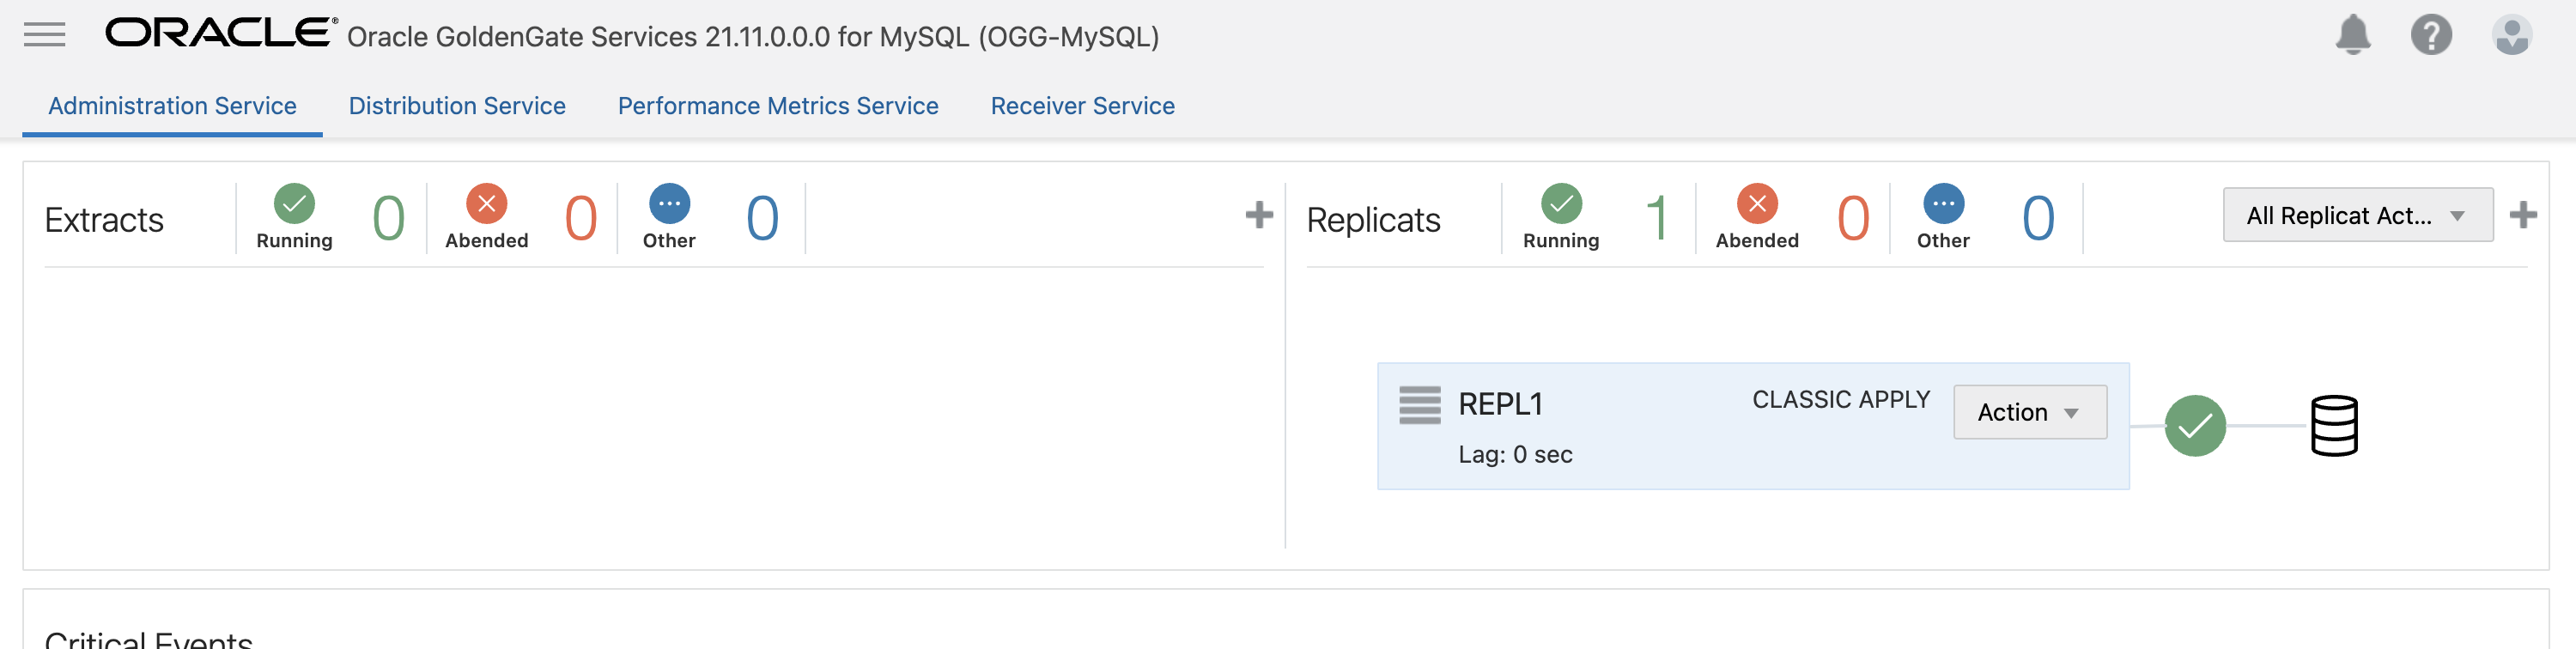 ORACLE® Oracle GoldenGate Services 21.11.0.0.0 for MySQL (OGG-MySQL)
Administration Service Distribution Service Performance Metrics Service Receiver Service
Extracts Running 0 Abended 0 Other 0
Replicats Running 1 Abended 0 Other 0 All Replicat Act...
REPL1 CLASSIC APPLY Action
Lag: 0 sec
Critical Events